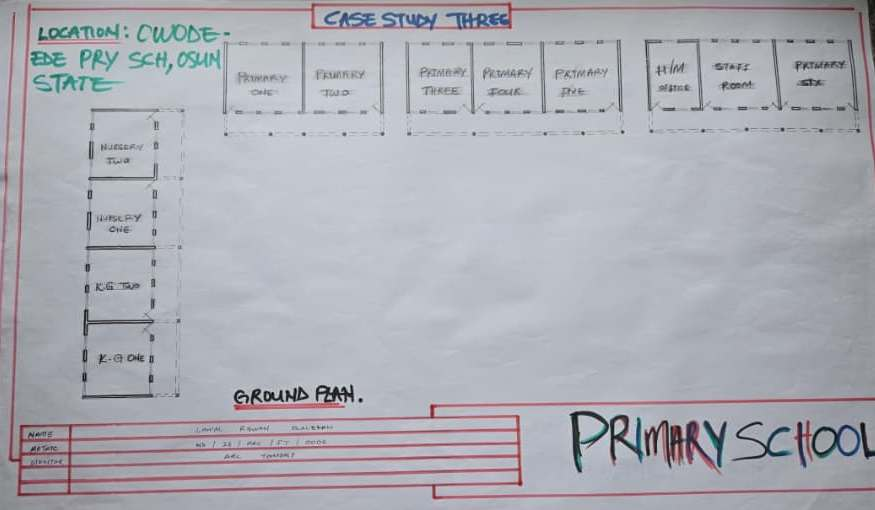 CASE STUDY THREE
LOCATION: OWODE-
EDE PRY SCH, OSUN
STATE
PRIMARY
ONE
PRIMARY
TWO
PRIMARY
THREE
PRIMARY
FOUR
PRIMARY
FIVE
H/M
OFFICE
STAFF
ROOM
PRIMARY
SIX
NURSERY
TWO
NURSERY
ONE
K.G TWO
K-G ONE
GROUND PLAN.
NAME
MATRIC
ARC
PRIMARY SCHOOL